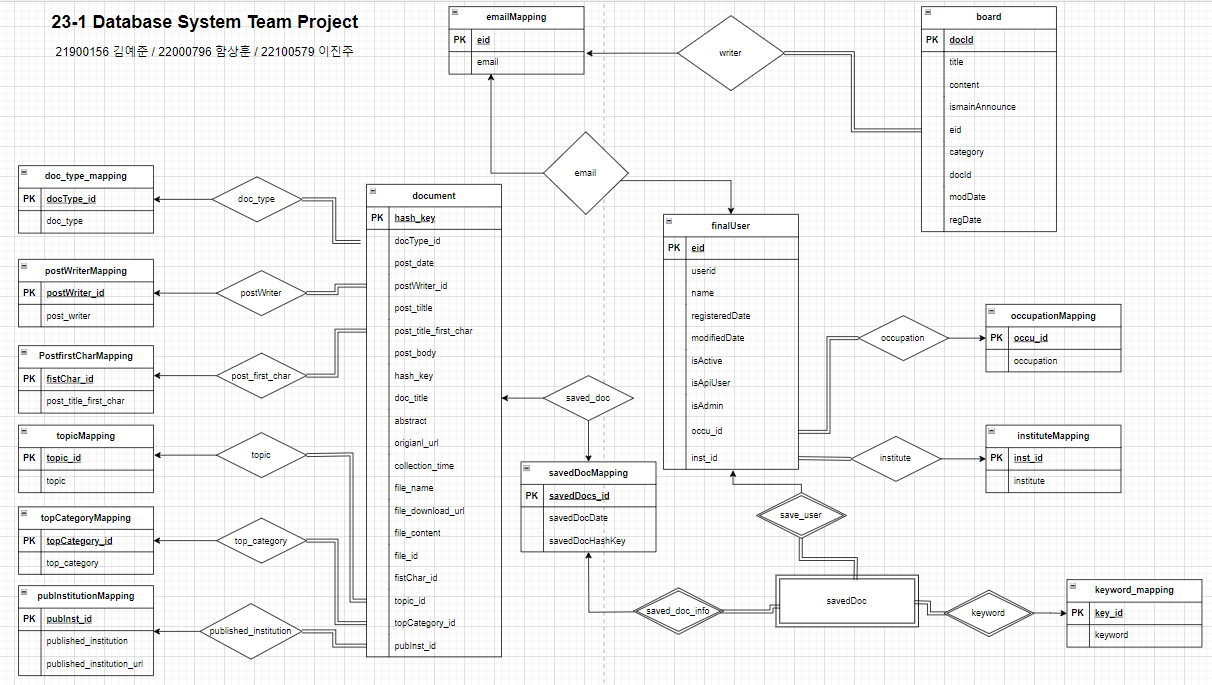 23-1 Database System Team Project
21900156 김예준 / 22000796 함상훈 / 22100579 이진주
emailMapping
PK eid
email
writer
board
PK docId
title
content
ismainAnnounce
eid
category
docId
modDate
regDate
email
doc_type_mapping
PK docType_id
doc_type
doc_type
postWriterMapping
PK postWriter_id
post_writer
postWriter
PostfirstCharMapping
PK fistChar_id
post_title_first_char
post_first_char
topicMapping
PK topic_id
topic
topic
topCategoryMapping
PK topCategory_id
top_category
top_category
pubInstitutionMapping
PK pubInst_id
published_institution
published_institution_url
published_institution
document
PK hash_key
docType_id
post_date
postWriter_id
post_tiltle
post_title_first_char
post_body
hash_key
doc_title
abstract
origianl_url
collection_time
file_name
file_download_url
file_content
file_id
fistChar_id
topic_id
topCategory_id
pubInst_id
saved_doc
savedDocMapping
PK savedDocs_id
savedDocDate
savedDocHashKey
finalUser
PK eid
userid
name
registeredDate
modifiedDate
isActive
isApiUser
isAdmin
occu_id
inst_id
occupation
occupationMapping
PK occu_id
occupation
institute
instituteMapping
PK inst_id
institute
save_user
saved_doc_info
savedDoc
keyword
keyword_mapping
PK key_id
keyword